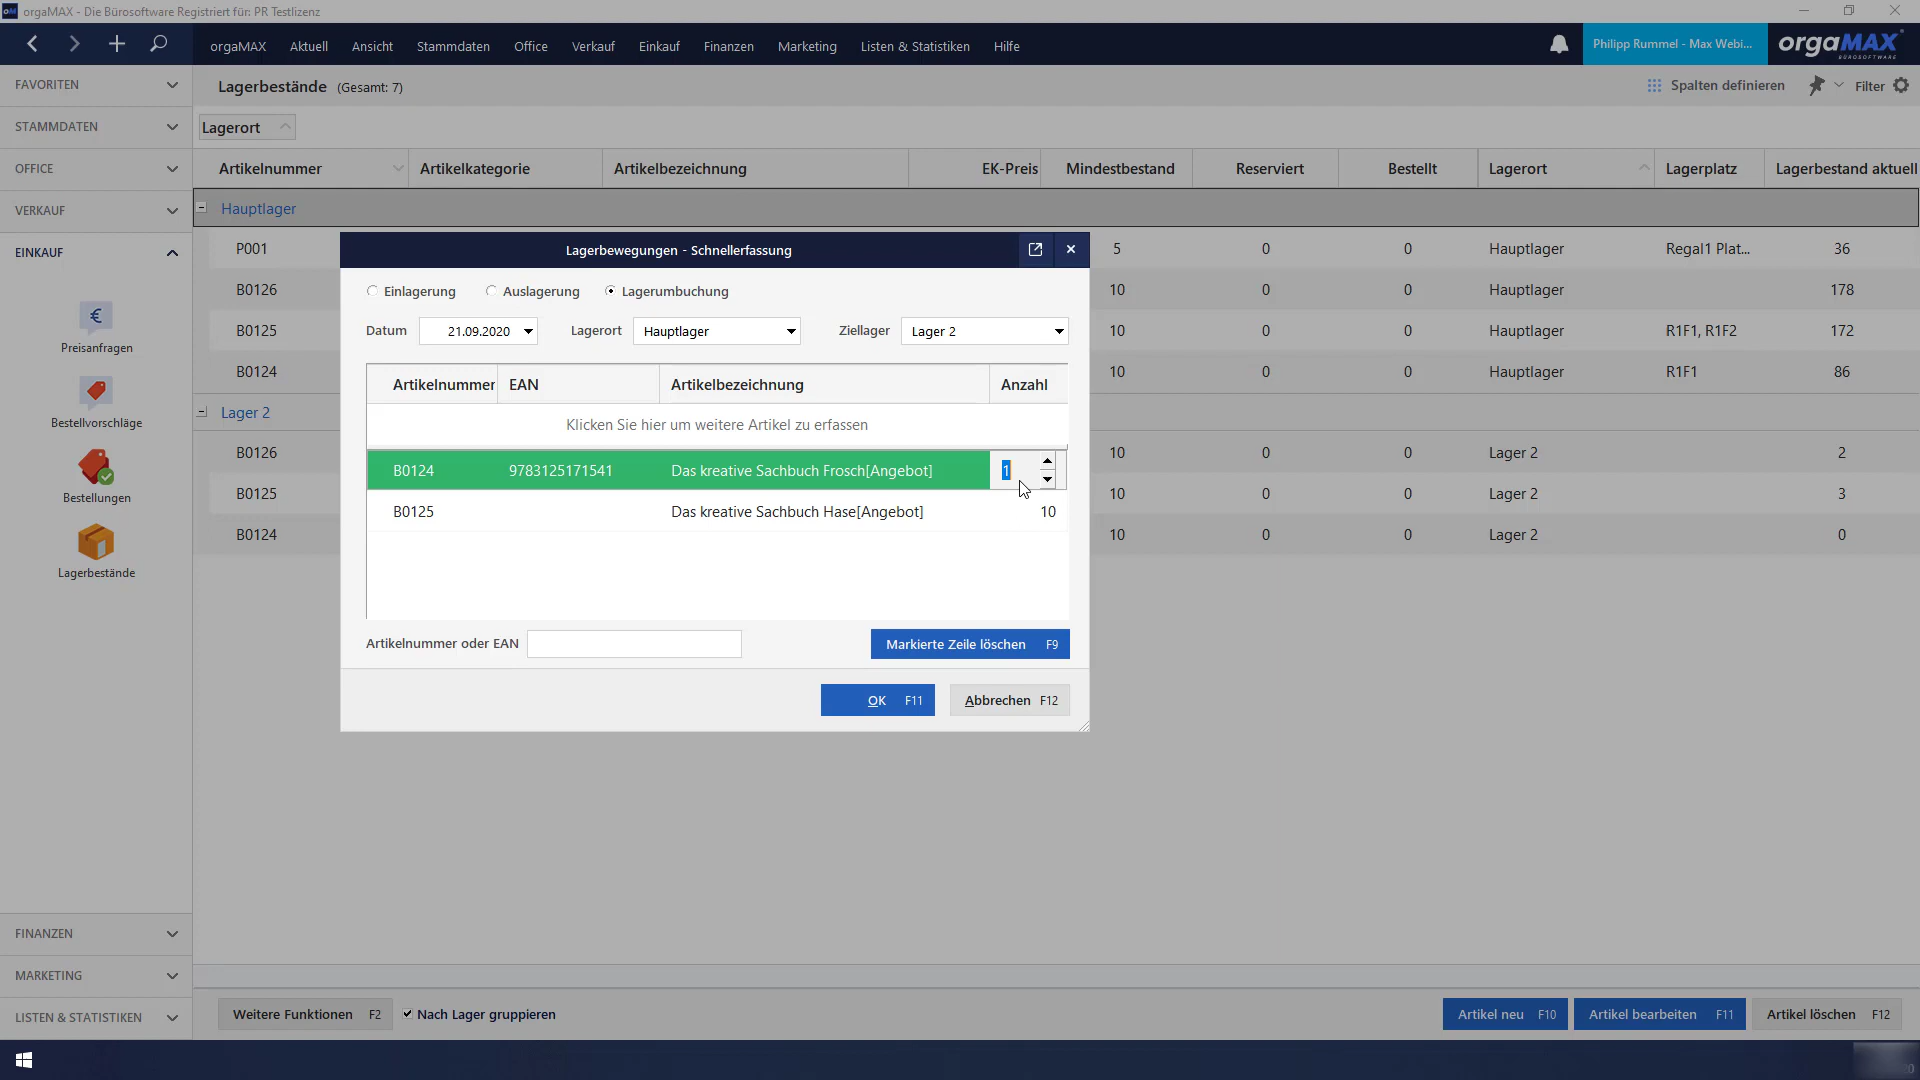 orgaMAX - Die Bürosoftware Registriert für: PR Testlizenz
orgaMAX Aktuell Ansicht Stammdaten Office Verkauf Einkauf Finanzen Marketing Listen & Statistiken Hilfe
Philipp Rummel - Max Webi...
orgaMAX
BÜROSOFTWARE
FAVORITEN
STAMMDATEN
OFFICE
VERKAUF
EINKAUF
Preisanfragen
Bestellvorschläge
Bestellungen
Lagerbestände
FINANZEN
MARKETING
LISTEN & STATISTIKEN
Lagerbestände (Gesamt: 7)
Spalten definieren
Filter
Lagerort
Artikelnummer Artikelkategorie Artikelbezeichnung EK-Preis Mindestbestand Reserviert Bestellt Lagerort Lagerplatz Lagerbestand aktuell
Hauptlager
P001 5 0 0 Hauptlager Regal1 Plat... 36
B0126 10 0 0 Hauptlager 178
B0125 10 0 0 Hauptlager R1F1, R1F2 172
B0124 10 0 0 Hauptlager R1F1 86
Lager 2
B0126 10 0 0 Lager 2 2
B0125 10 0 0 Lager 2 3
B0124 10 0 0 Lager 2 0
Lagerbewegungen - Schnellerfassung
Einlagerung Auslagerung Lagerumbuchung
Datum 21.09.2020 Lagerort Hauptlager Ziellager Lager 2
Artikelnummer EAN Artikelbezeichnung Anzahl
Klicken Sie hier um weitere Artikel zu erfassen
B0124 9783125171541 Das kreative Sachbuch Frosch[Angebot] 1
B0125 Das kreative Sachbuch Hase[Angebot] 10
Artikelnummer oder EAN
Markierte Zeile löschen F9
OK F11
Abbrechen F12
Weitere Funktionen F2
Nach Lager gruppieren
Artikel neu F10
Artikel bearbeiten F11
Artikel löschen F12